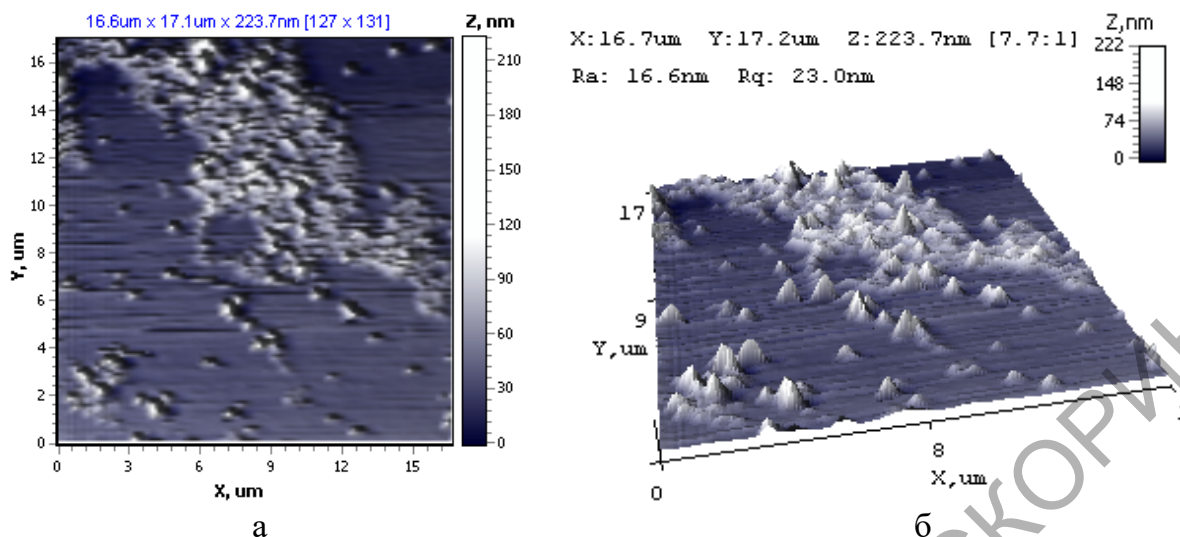 16.6um x 17.1um x 223.7nm [127 x 131]
Z, nm
210
180
150
120
90
60
30
0
16
14
12
10
8
6
4
2
0
Y, um
0
3
6
9
12
15
X, um
а
X:16.7um Y:17.2um Z:223.7nm [7.7:1]
Ra: 16.6nm Rq: 23.0nm
Z,nm
222
148
74
0
17
9
Y,um
0
8
X,um
б
СКОРИНЫ